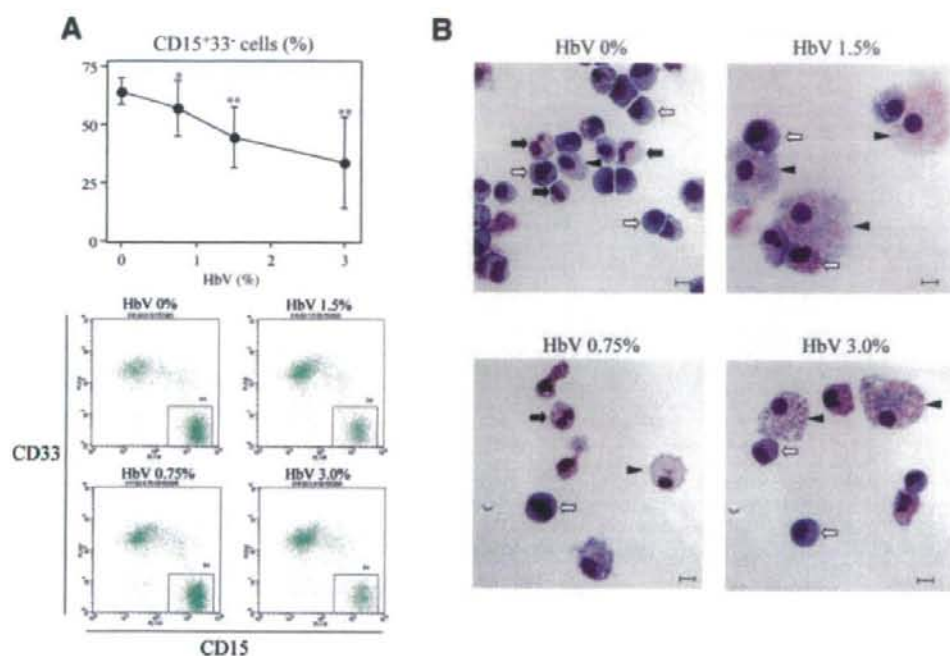 A
CD15⁺33⁻ cells (%)
75
50
25
0
*
**
**
0 1 2 3
HbV (%)
HbV 0% HbV 1.5%
HbV 0.75% HbV 3.0%
CD33
CD15
B
HbV 0% HbV 1.5%
HbV 0.75% HbV 3.0%